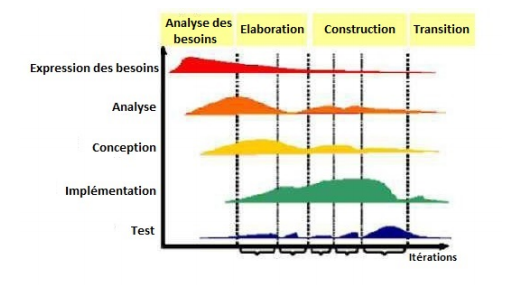 Analyse des
besoins
Elaboration
Construction
Transition
Expression des besoins
Analyse
Conception
Implémentation
Test
Itérations